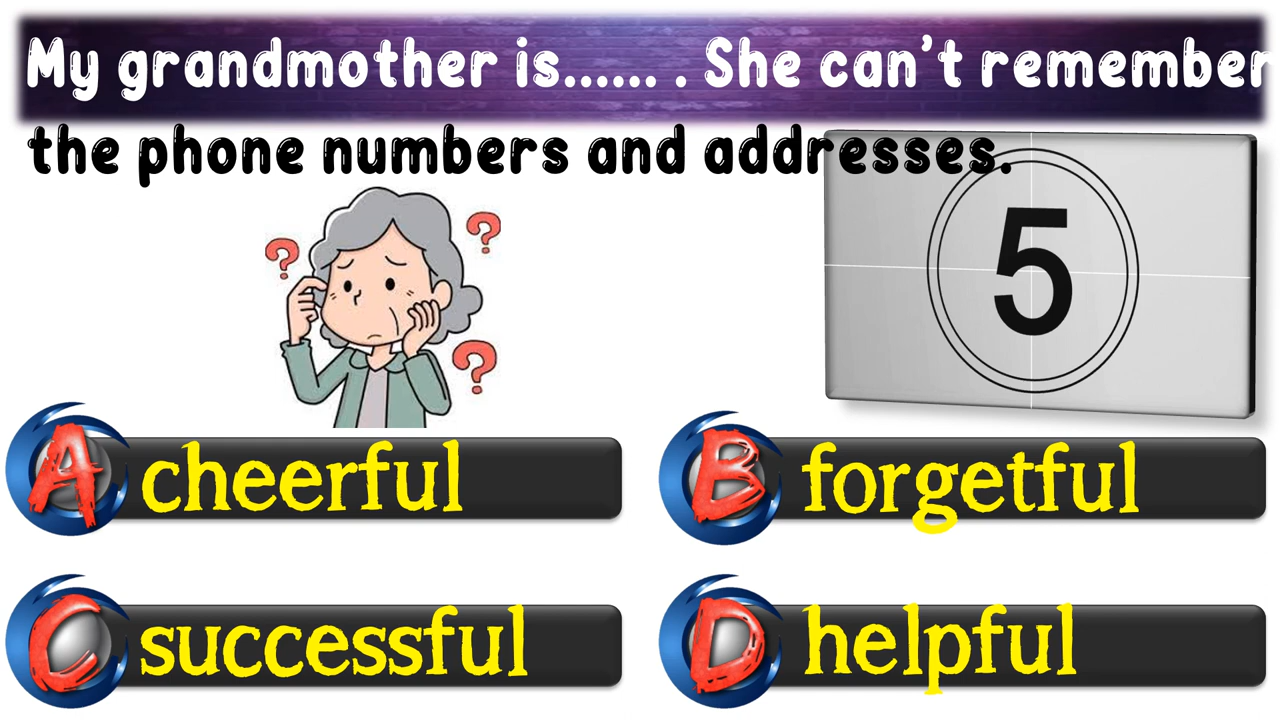 My grandmother is...... . She can't remember
the phone numbers and addresses.
? ?
?
5
A cheerful
B forgetful
C successful
D helpful